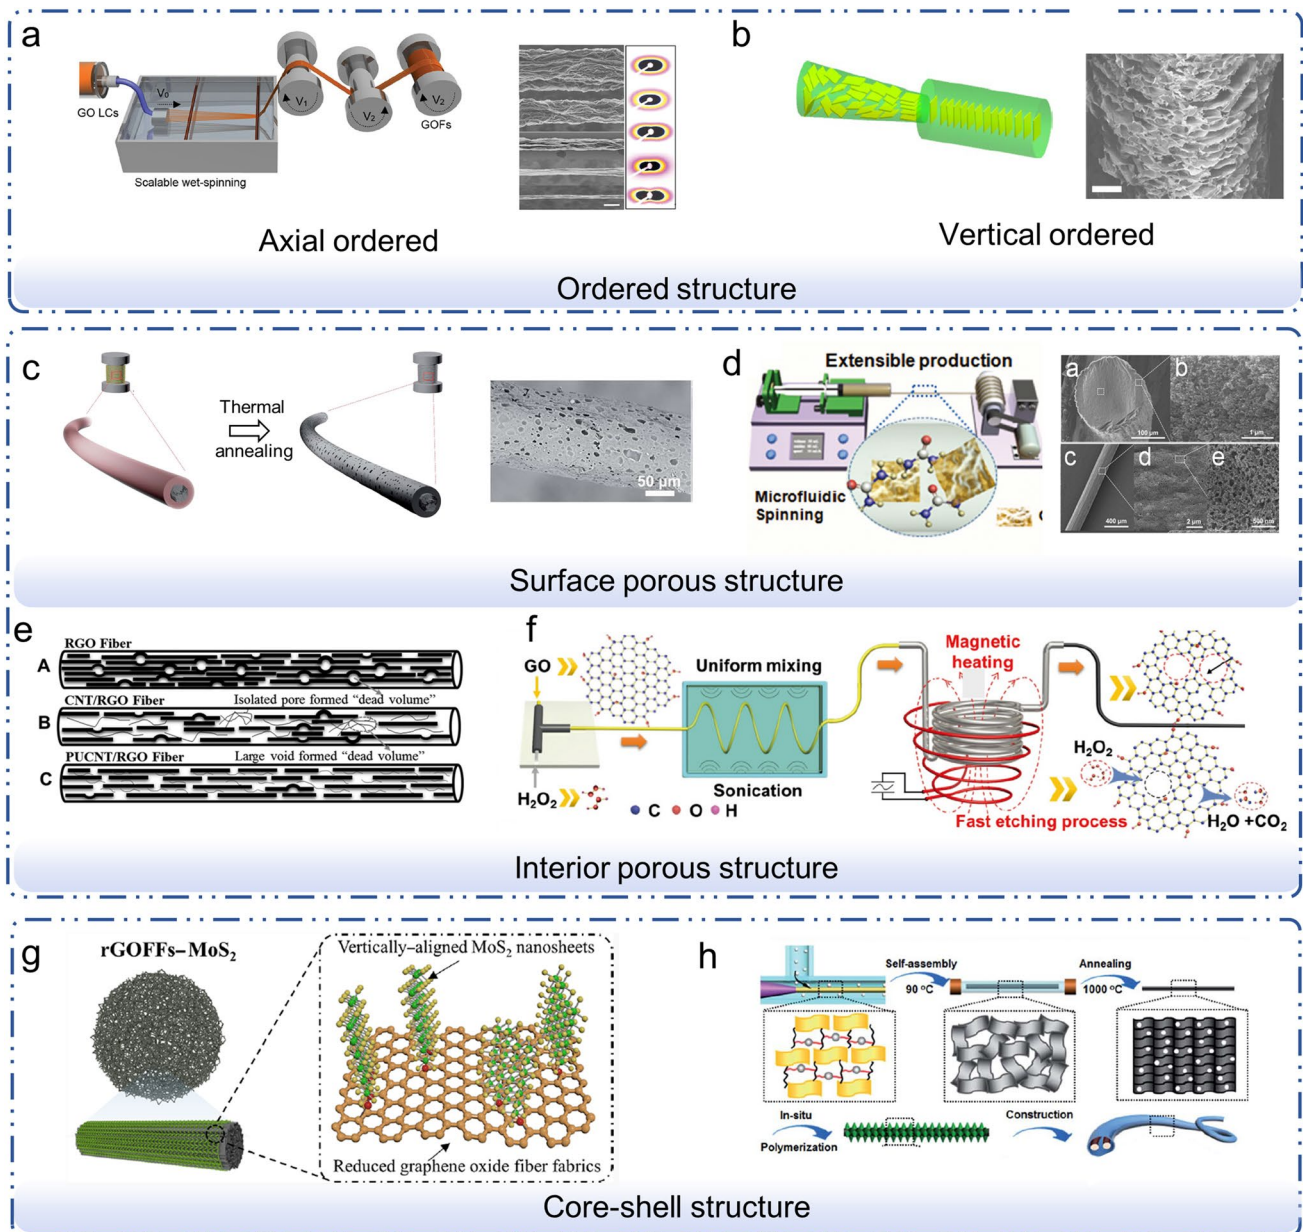 a
GO LCs
V₀
V₁
V₂
V₂
GOFs
Scalable wet-spinning
Axial ordered
b
Vertical ordered
Ordered structure
c
Thermal
annealing
50 μm
d
Extensible production
Microfluidic
Spinning
a
b
100 μm
1 μm
c
d
e
400 μm
2 μm
500 nm
Surface porous structure
e
RGO Fiber
A
Isolated pore formed “dead volume”
CNT/RGO Fiber
B
Large void formed “dead volume”
PUCNT/RGO Fiber
C
f
GO
H₂O₂
Uniform mixing
Sonication
C O H
Magnetic
heating
Fast etching process
H₂O₂
H₂O +CO₂
Interior porous structure
g
rGOFFs–MoS₂
Vertically–aligned MoS₂ nanosheets
Reduced graphene oxide fiber fabrics
h
Self-assembly
90 °C
Annealing
1000 °C
In-situ
Polymerization
Construction
Core-shell structure